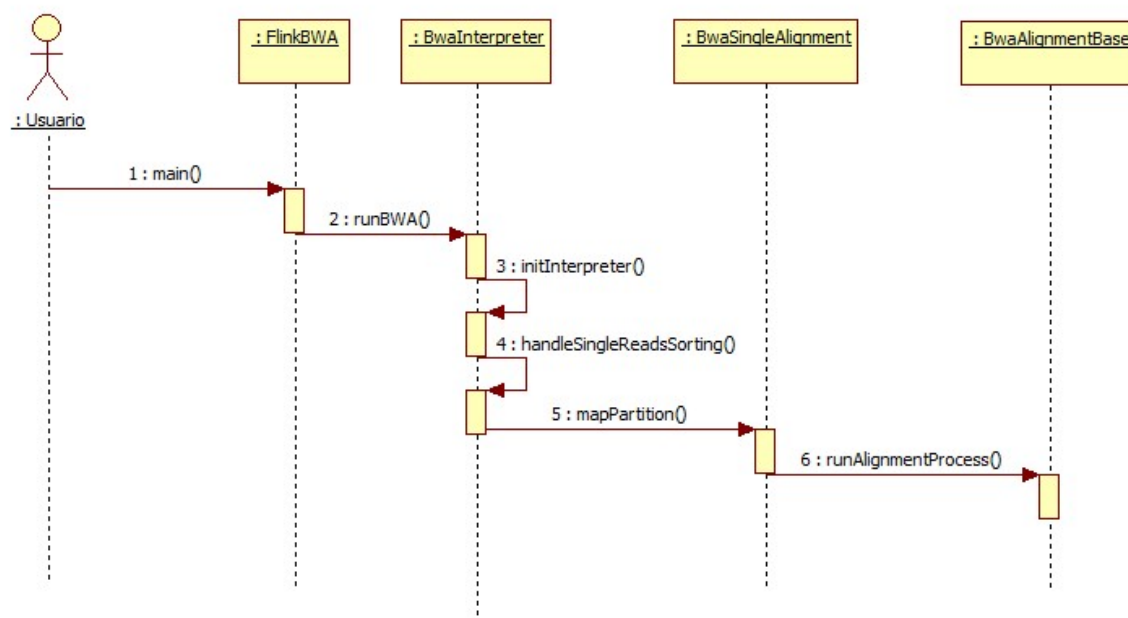 : FlinkBWA
: BwaInterpreter
: BwaSingleAlignment
: BwaAlignmentBase
: Usuario
1 : main()
2 : runBWA()
3 : initInterpreter()
4 : handleSingleReadsSorting()
5 : mapPartition()
6 : runAlignmentProcess()